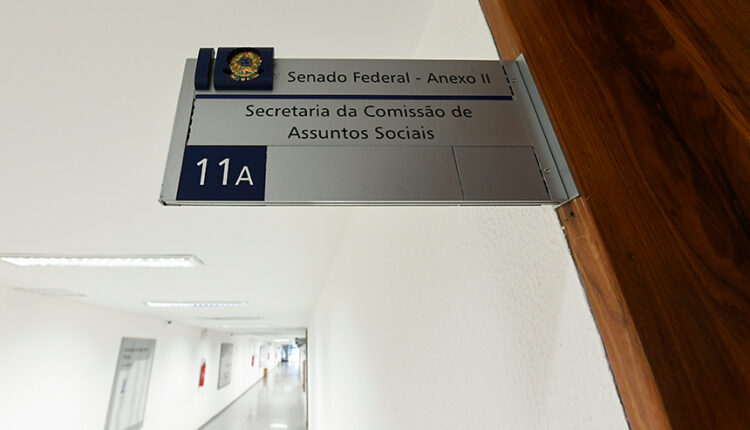 Senado Federal - Anexo II
Secretaria da Comissão de
Assuntos Sociais
11A